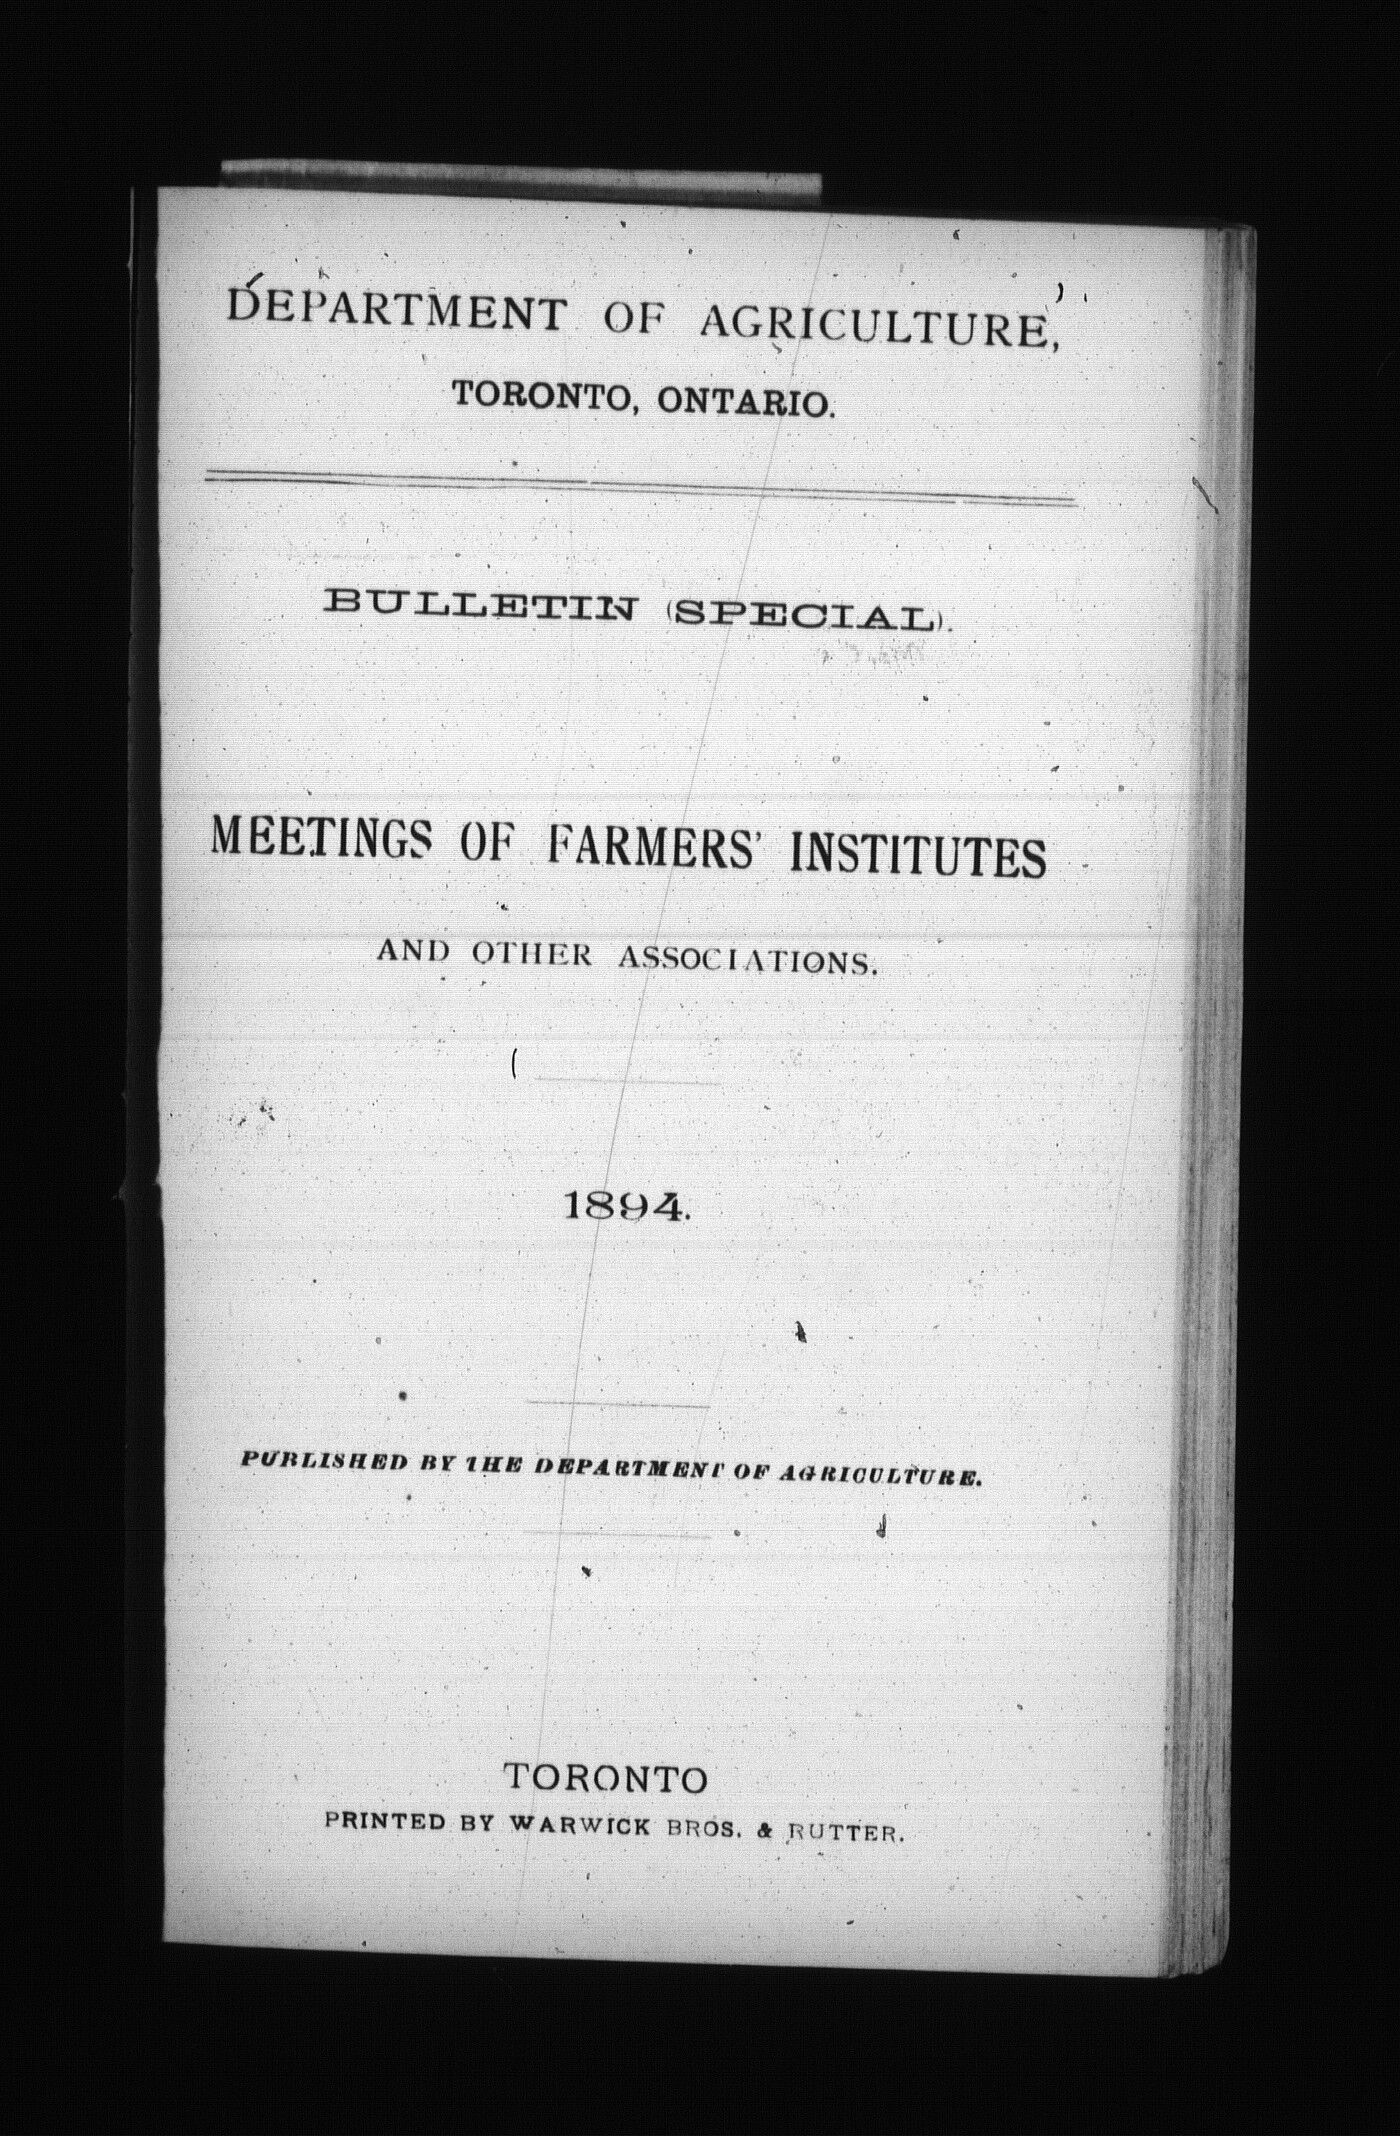 DEPARTMENT OF AGRICULTURE,
TORONTO, ONTARIO.
BULLETIN (SPECIAL).
MEETINGS OF FARMERS' INSTITUTES
AND OTHER ASSOCIATIONS.
1894.
PUBLISHED BY THE DEPARTMENT OF AGRICULTURE.
TORONTO
PRINTED BY WARWICK BROS. & RUTTER.